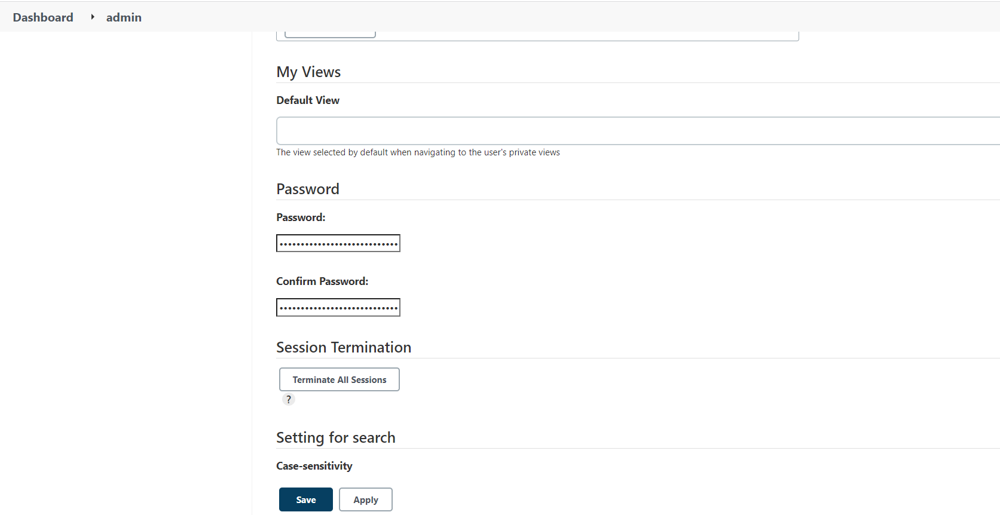 Dashboard admin
My Views
Default View
The view selected by default when navigating to the user's private views
Password
Password:
••••••••••••••••••••••••••••
Confirm Password:
••••••••••••••••••••••••••••
Session Termination
Terminate All Sessions
?
Setting for search
Case-sensitivity
Save Apply